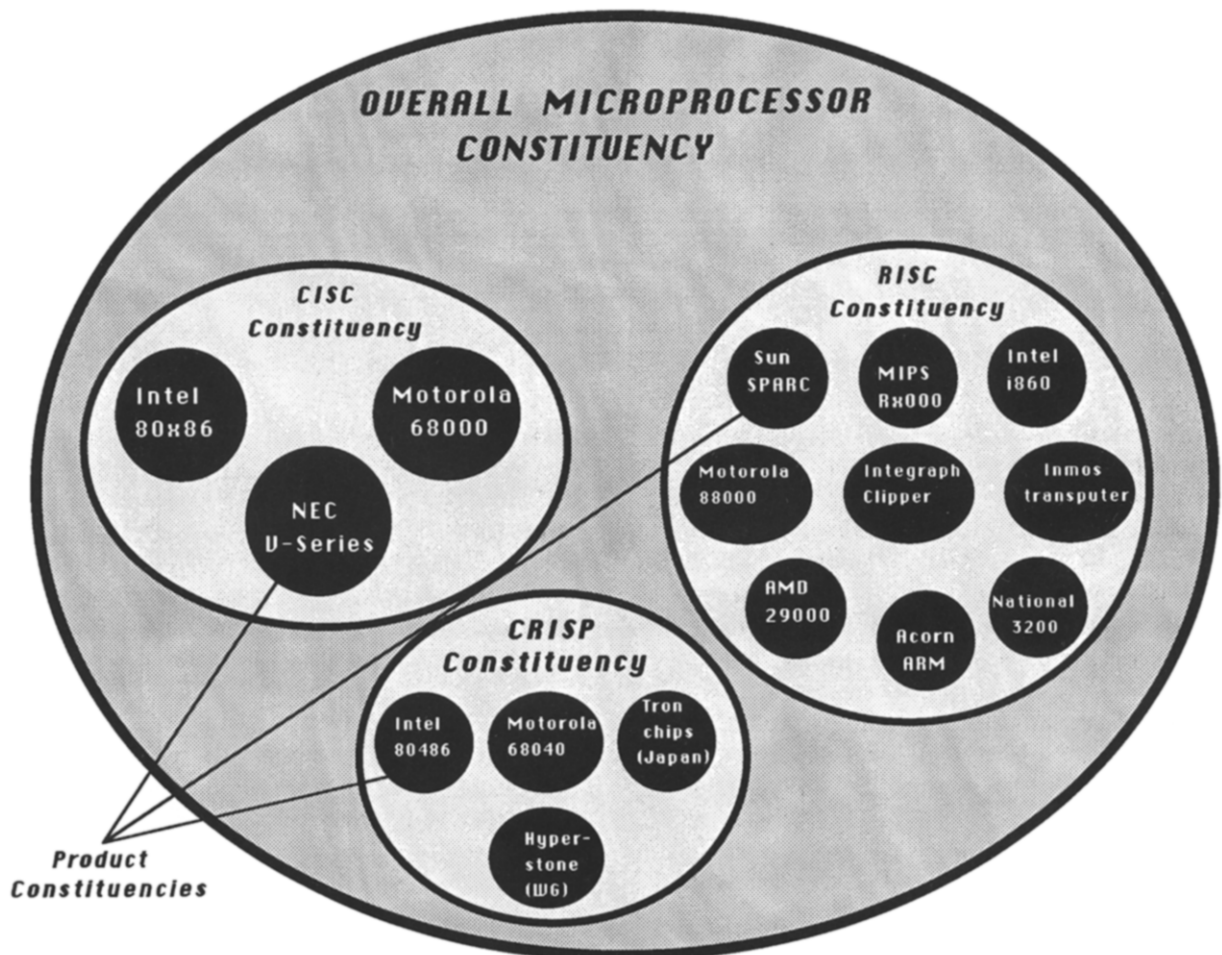 OVERALL MICROPROCESSOR
CONSTITUENCY
CISC
Constituency
Intel
80x86
Motorola
68000
NEC
V-Series
RISC
Constituency
Sun
SPARC
MIPS
Rx000
Intel
i860
Motorola
88000
Integraph
Clipper
Inmos
transputer
AMD
29000
Acorn
ARM
National
3200
CRISP
Constituency
Intel
80486
Motorola
68040
Tron
chips
(Japan)
Hyper-
stone
(WG)
Product
Constituencies